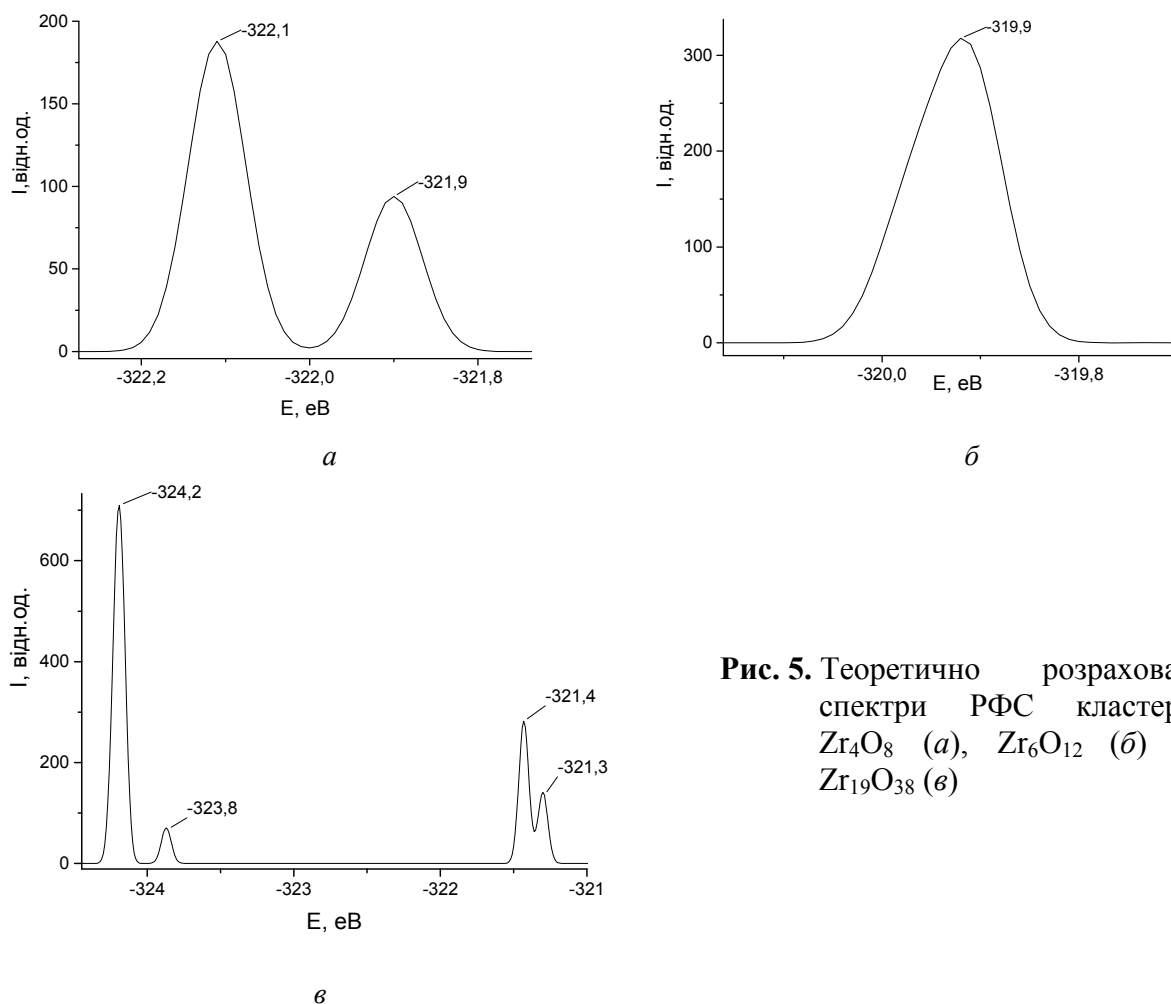 200
150
100
50
0
I,відн.од.
-322,1
-321,9
-322,2
-322,0
-321,8
E, eB
а
300
200
100
0
I, відн.од.
-319,9
-320,0
-319,8
E, eB
б
600
400
200
0
I, відн.од.
-324,2
-323,8
-321,4
-321,3
-324
-323
-322
-321
E, eB
в
Рис. 5. Теоретично розрахова
спектри РФС кластер
Zr4O8 (а), Zr6O12 (б)
Zr19O38 (в)